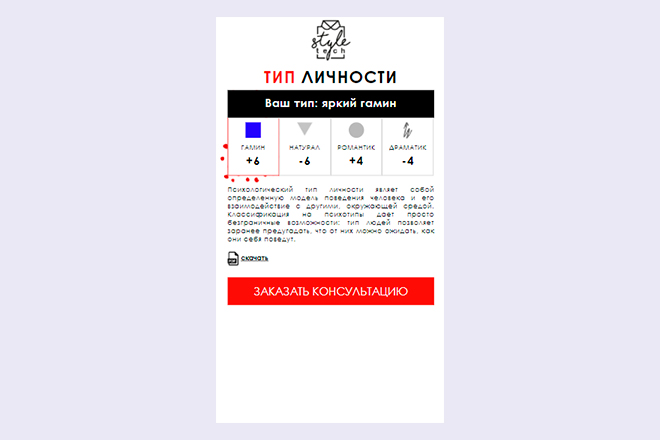 style
tech
ТИП ЛИЧНОСТИ
Ваш тип: яркий гамин
ГАМИН НАТУРАЛ РОМАНТИК ДРАМАТИК
+6 -6 +4 -4
Психологический тип личности являет собой
определенную модель поведения человека и его
взаимодействие с другими, окружающей средой.
Классификация на психотипы дает просто
безграничные возможности: тип людей позволяет
заранее предугадать, что от них можно ожидать, как
они себя поведут.
PDF скачать
ЗАКАЗАТЬ КОНСУЛЬТАЦИЮ